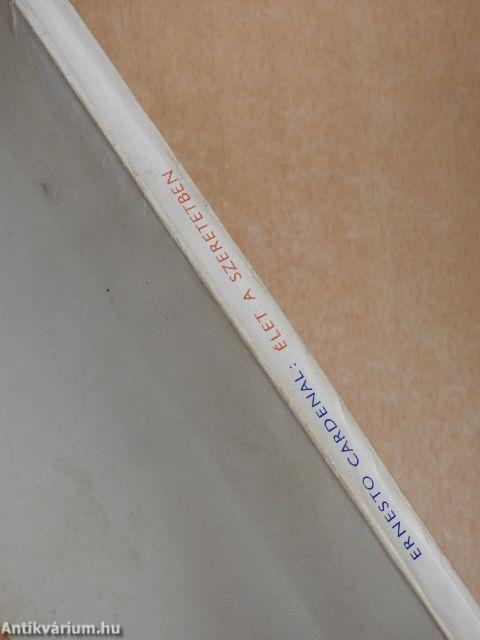 ERNESTO CARDENAL: ÉLET A SZERETETBEN
Antikvárium.hu